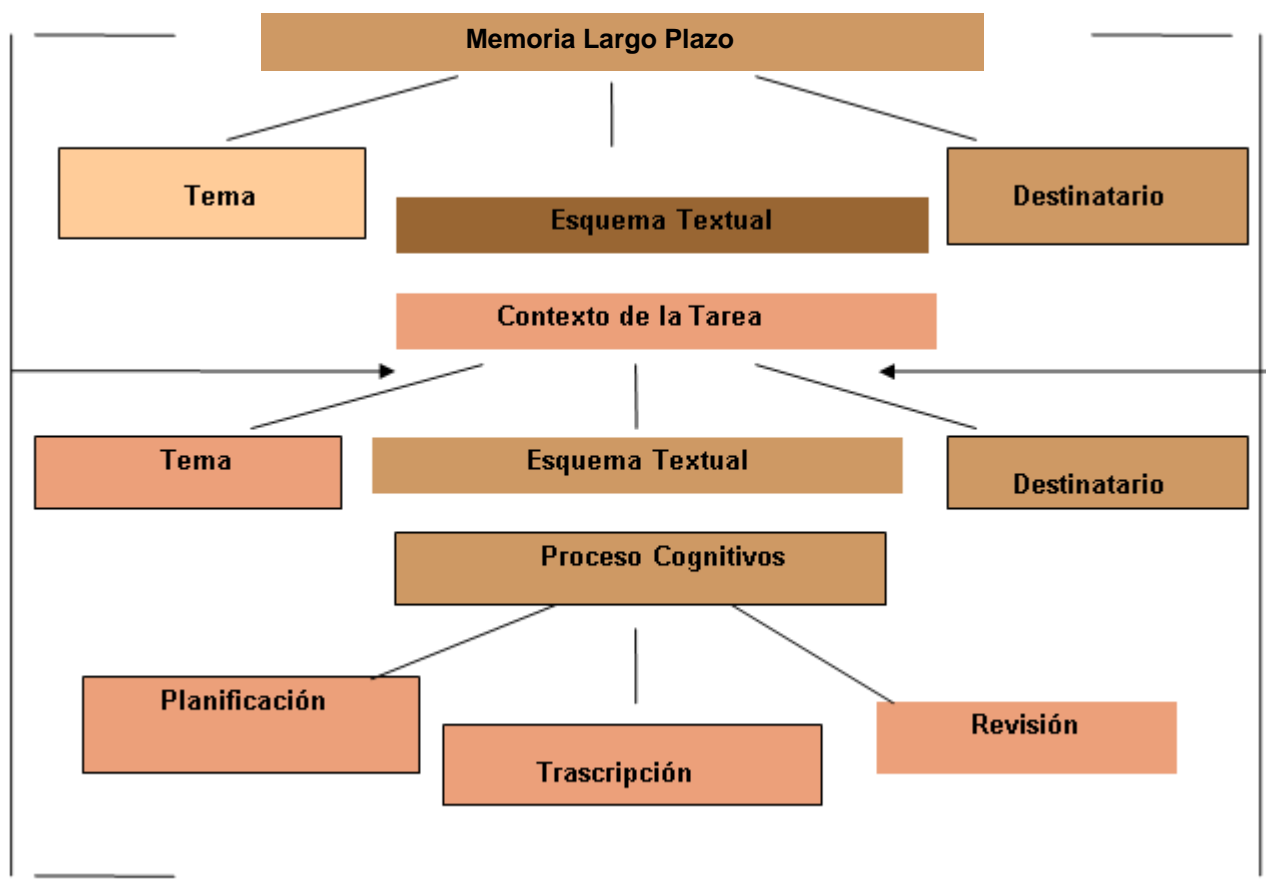 Memoria Largo Plazo
Tema
Esquema Textual
Destinatario
Contexto de la Tarea
Tema
Esquema Textual
Destinatario
Proceso Cognitivos
Planificación
Trascripción
Revisión